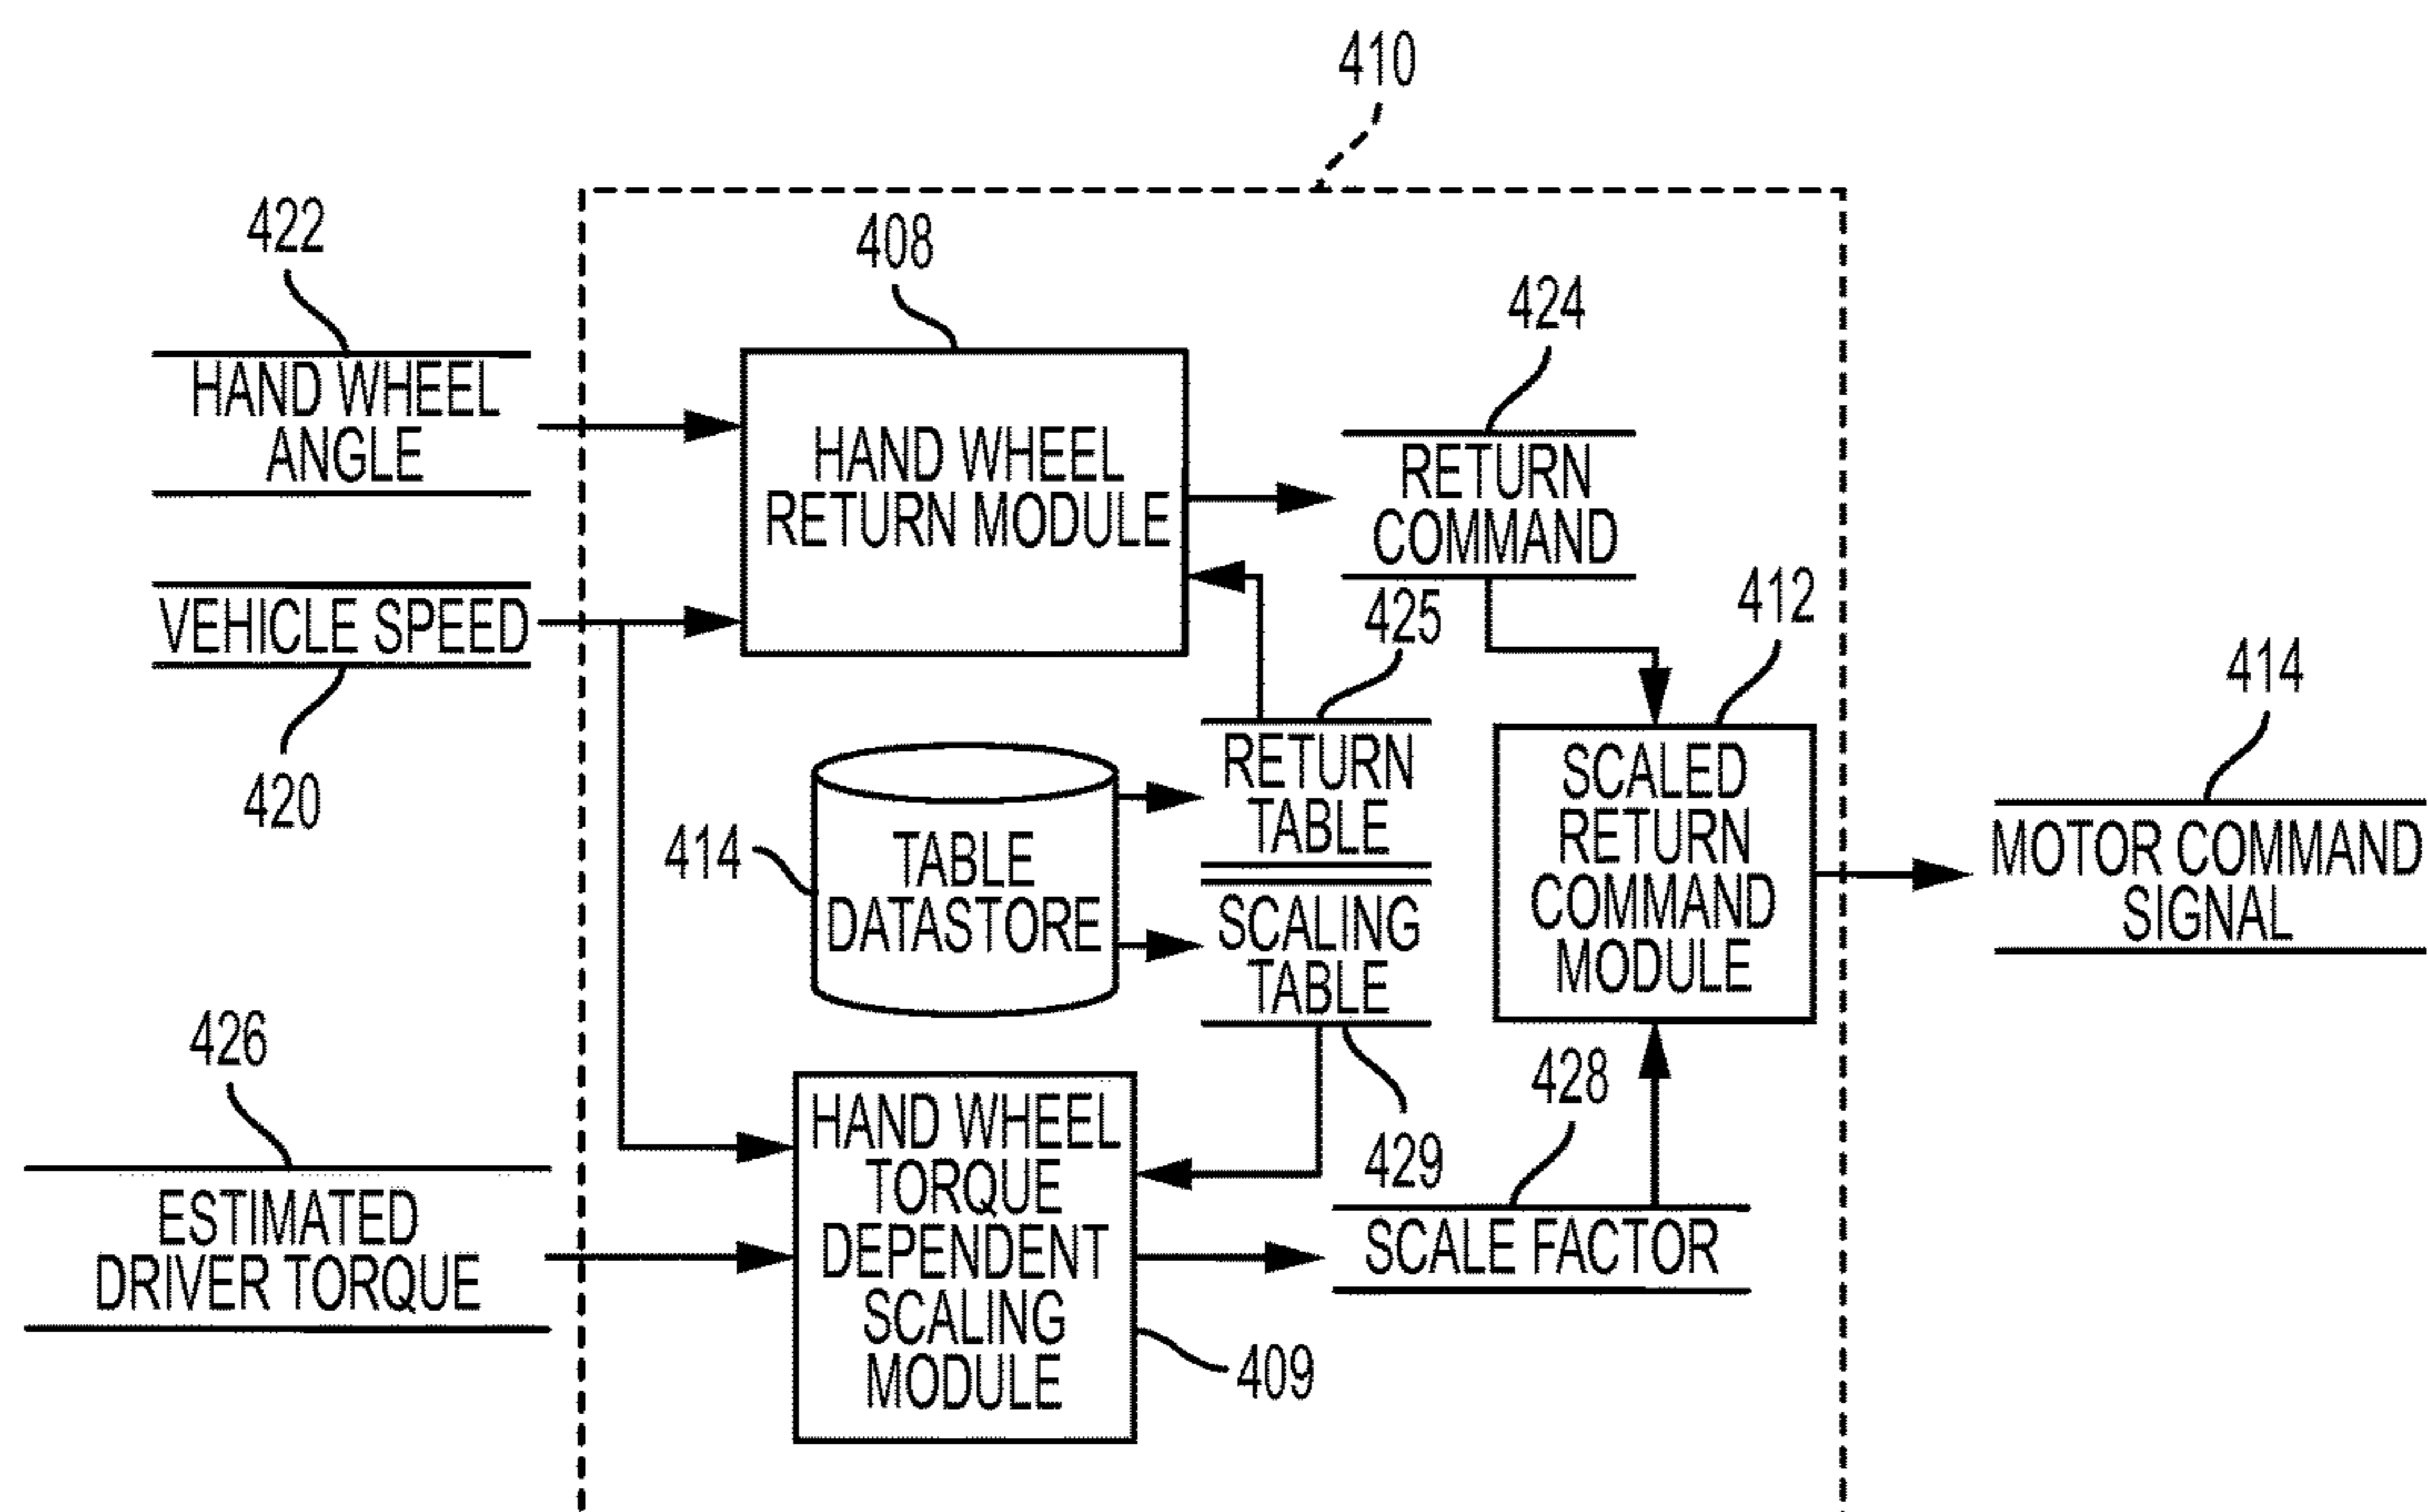 410
422
HAND WHEEL
ANGLE
VEHICLE SPEED
420
408
HAND WHEEL
RETURN MODULE
424
RETURN
COMMAND
425
RETURN
TABLE
412
SCALED
RETURN
COMMAND
MODULE
414
MOTOR COMMAND
SIGNAL
414
TABLE
DATASTORE
SCALING
TABLE
429
426
ESTIMATED
DRIVER TORQUE
HAND WHEEL
TORQUE
DEPENDENT
SCALING
MODULE
409
428
SCALE FACTOR